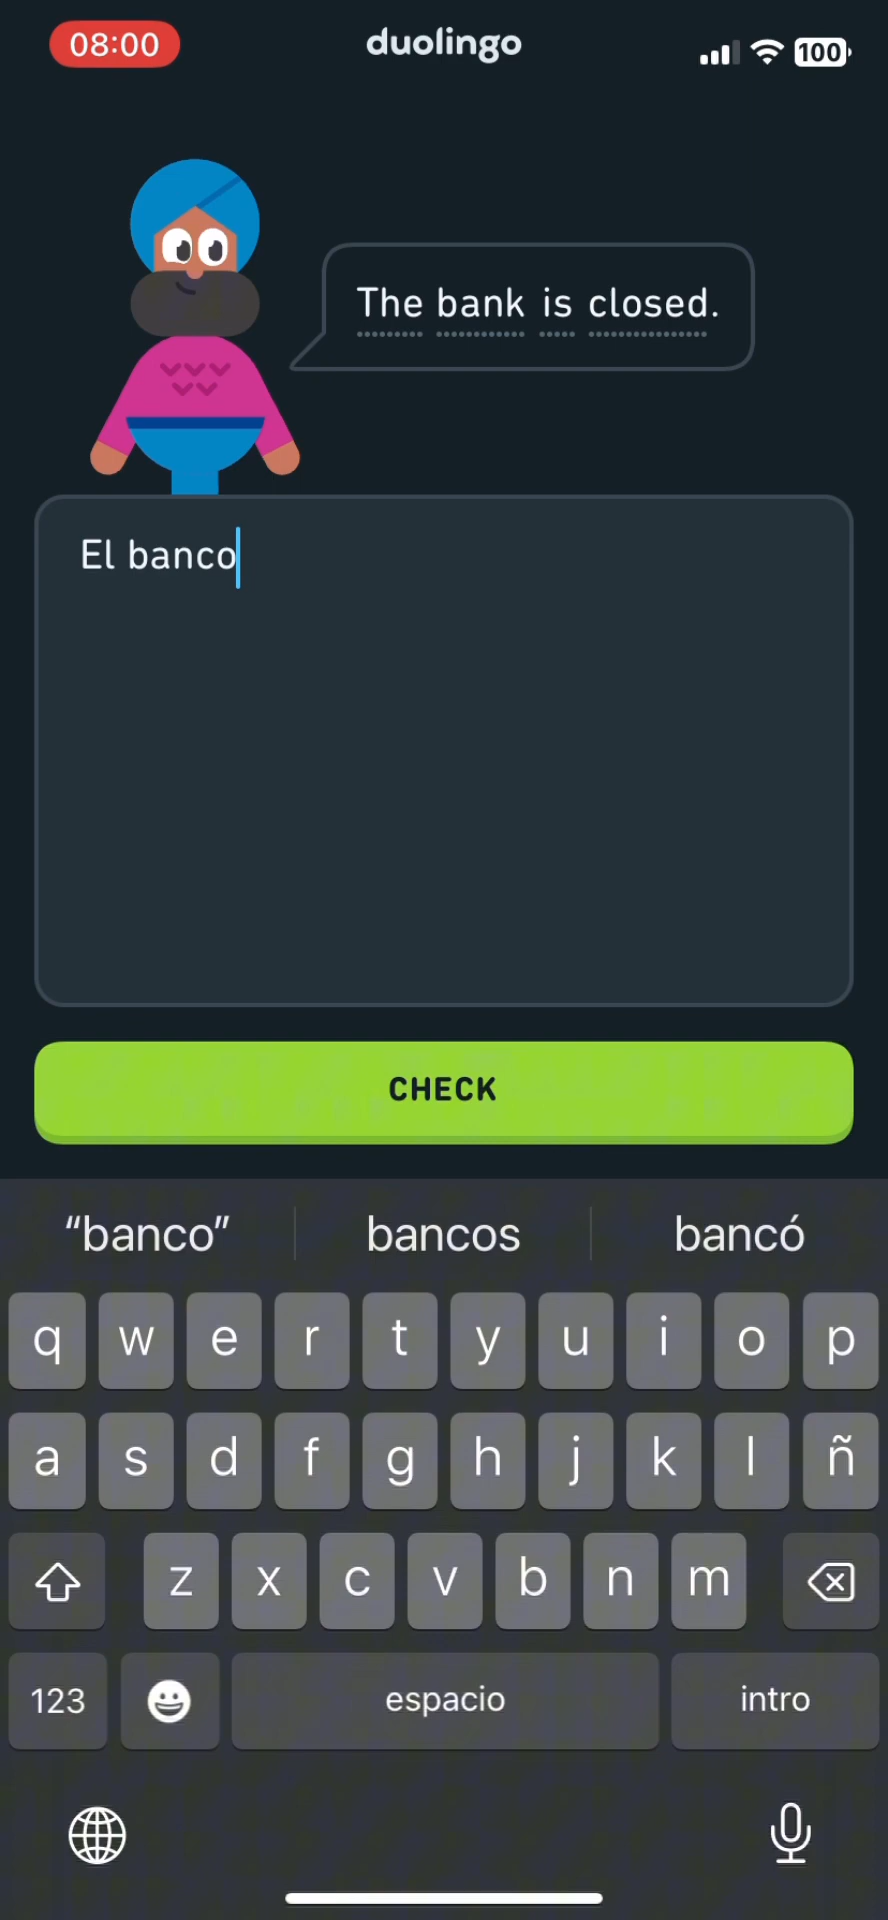 08:00
duolingo
100
The bank is closed.
El banco
CHECK
“banco” bancos bancó
q w e r t y u i o p
a s d f g h j k l ñ
z x c v b n m
123 espacio intro